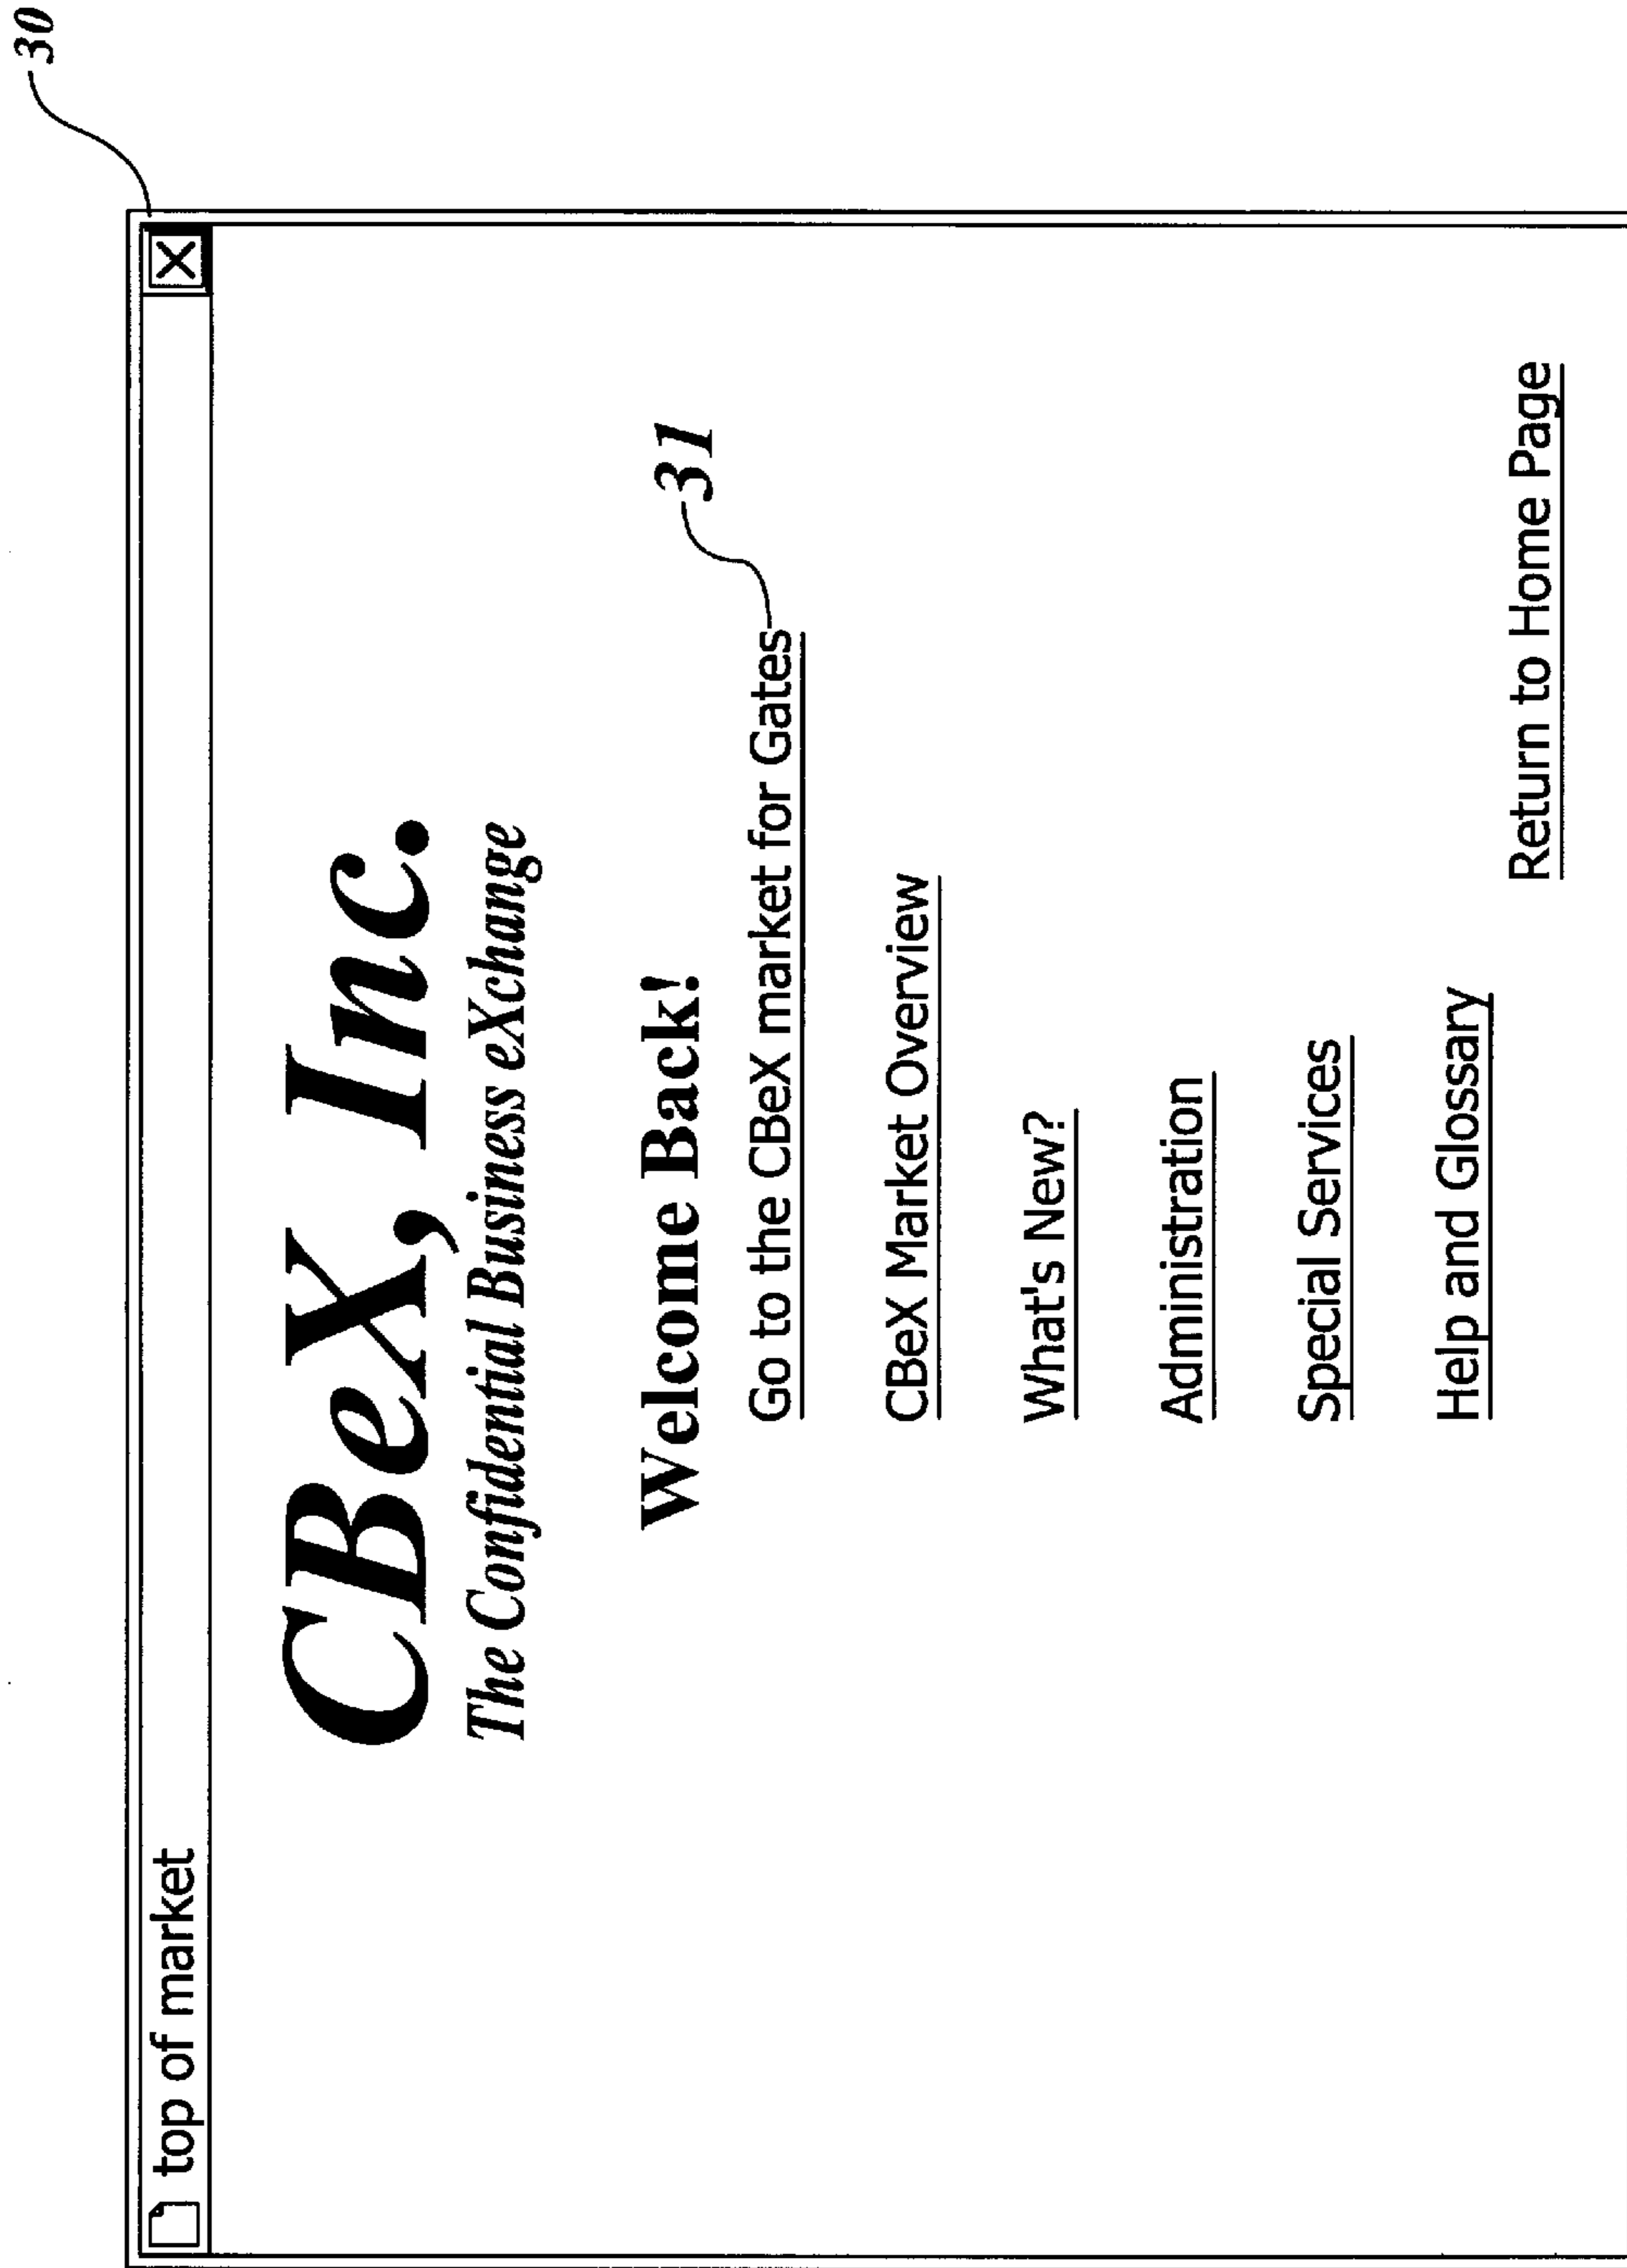 30
top of market
CBeX, Inc.
The Confidential Business eXchange
Welcome Back!
31
Go to the CBeX market for Gates
CBeX Market Overview
What's New?
Administration
Special Services
Help and Glossary
Return to Home Page